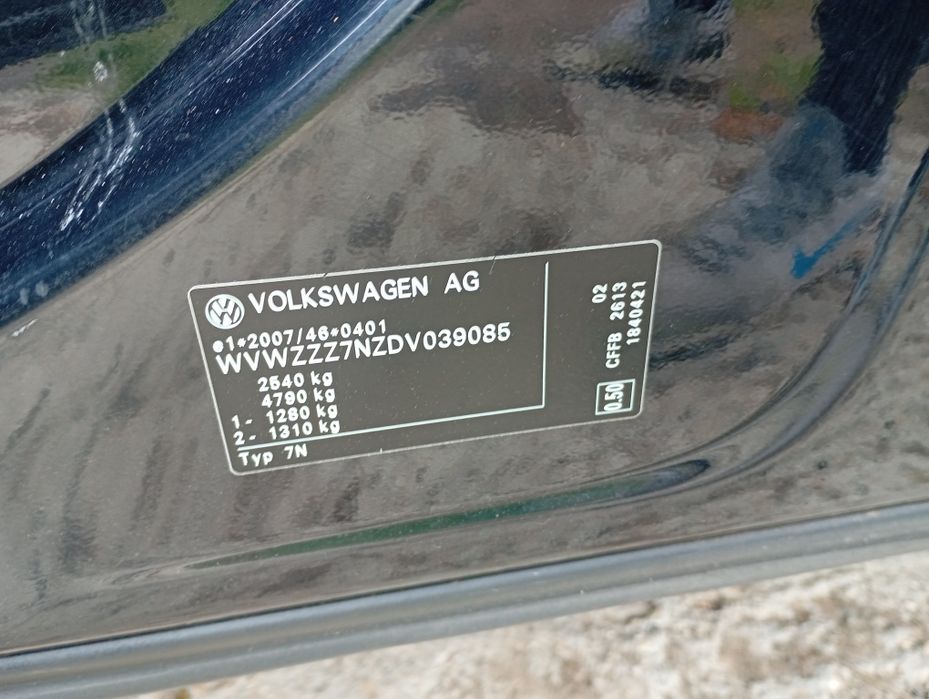 VOLKSWAGEN AG
e1*2007/46*0401
WVWZZZ7NZDV039085
2540 kg
4790 kg
1- 1260 kg
2- 1310 kg
Typ 7N
02
CFFB 2613
1840421
0.50